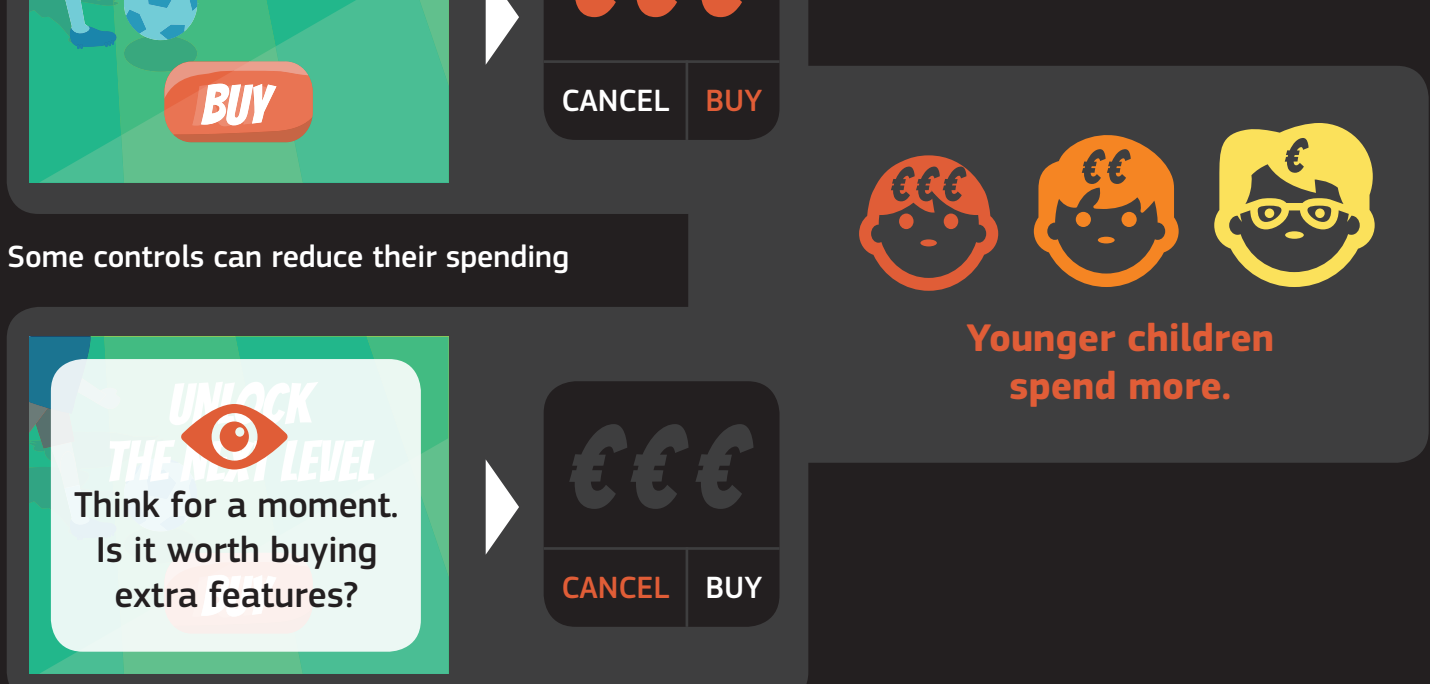 BUY
CANCEL BUY
€€€
€€
€
Some controls can reduce their spending
Younger children
spend more.
UNLOCK
THE NEXT LEVEL
Think for a moment.
Is it worth buying
extra features?
BUY
€€€
CANCEL BUY